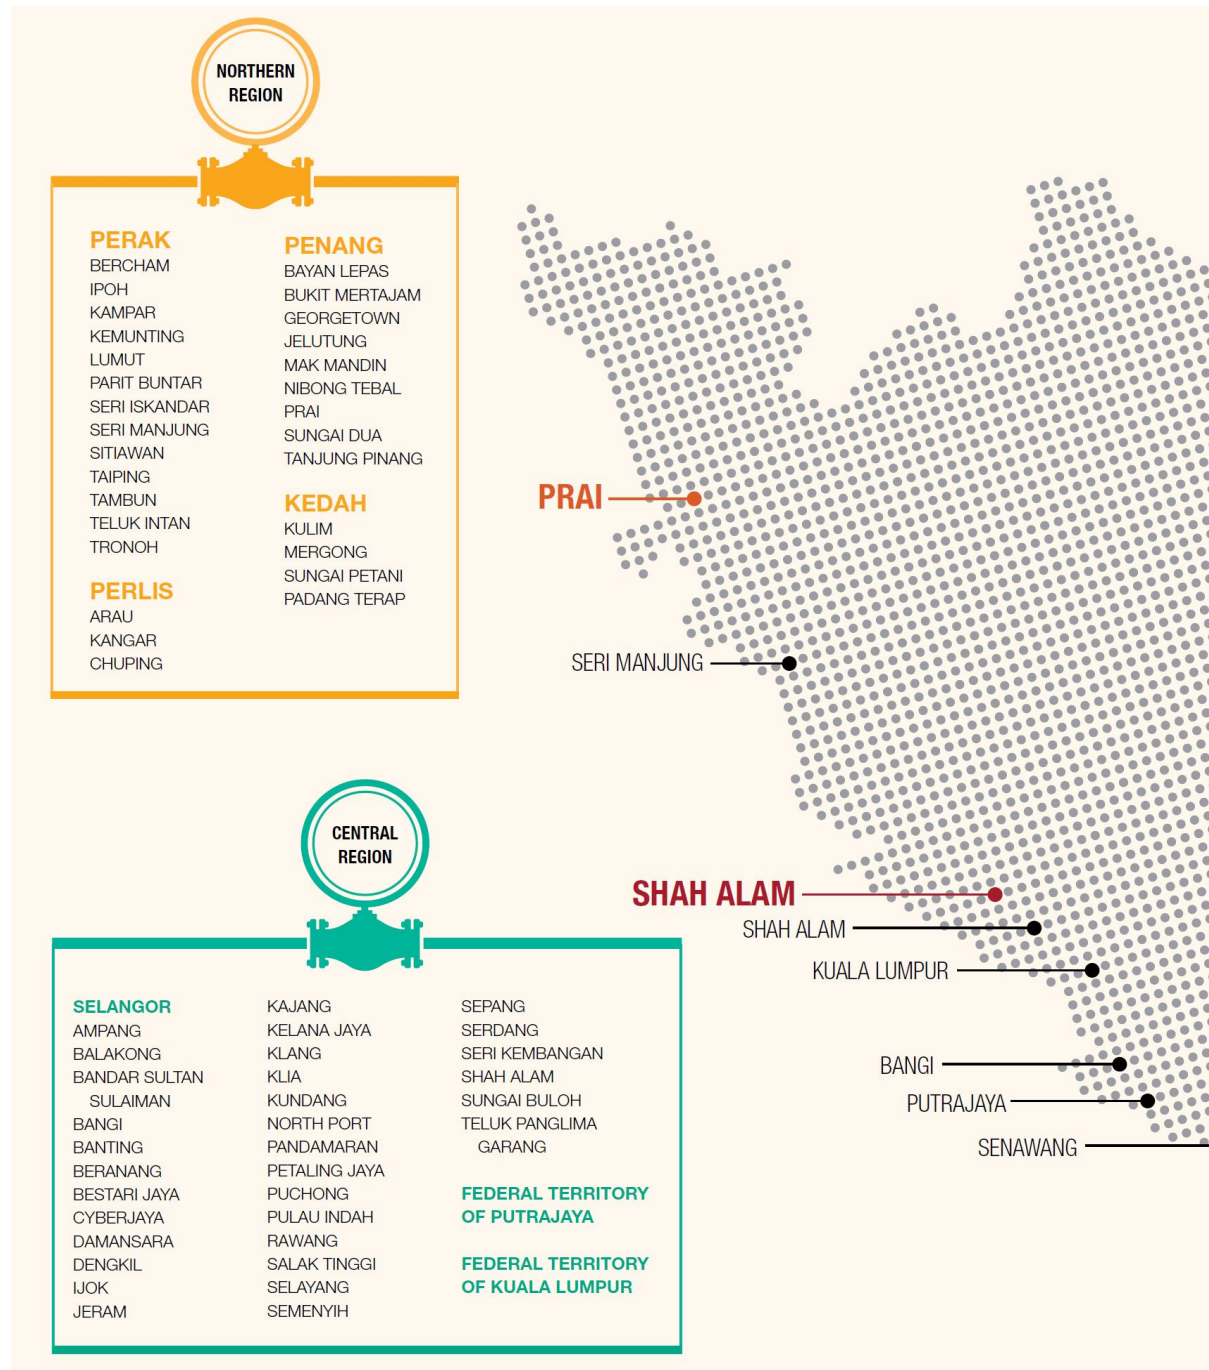 NORTHERN
REGION
PERAK
BERCHAM
IPOH
KAMPAR
KEMUNTING
LUMUT
PARIT BUNTAR
SERI ISKANDAR
SERI MANJUNG
SITIAWAN
TAIPING
TAMBUN
TELUK INTAN
TRONOH
PERLIS
ARAU
KANGAR
CHUPING
PENANG
BAYAN LEPAS
BUKIT MERTAJAM
GEORGETOWN
JELUTUNG
MAK MANDIN
NIBONG TEBAL
PRAI
SUNGAI DUA
TANJUNG PINANG
KEDAH
KULIM
MERGONG
SUNGAI PETANI
PADANG TERAP
PRAI
SERI MANJUNG
SHAH ALAM
SHAH ALAM
KUALA LUMPUR
BANGI
PUTRAJAYA
SENAWANG
CENTRAL
REGION
SELANGOR
AMPANG
BALAKONG
BANDAR SULTAN
SULAIMAN
BANGI
BANTING
BERANANG
BESTARI JAYA
CYBERJAYA
DAMANSARA
DENGKIL
IJOK
JERAM
KAJANG
KELANA JAYA
KLANG
KLIA
KUNDANG
NORTH PORT
PANDAMARAN
PETALING JAYA
PUCHONG
PULAU INDAH
RAWANG
SALAK TINGGI
SELAYANG
SEMENYIH
SEPANG
SERDANG
SERI KEMBANGAN
SHAH ALAM
SUNGAI BULOH
TELUK PANGLIMA
GARANG
FEDERAL TERRITORY
OF PUTRAJAYA
FEDERAL TERRITORY
OF KUALA LUMPUR